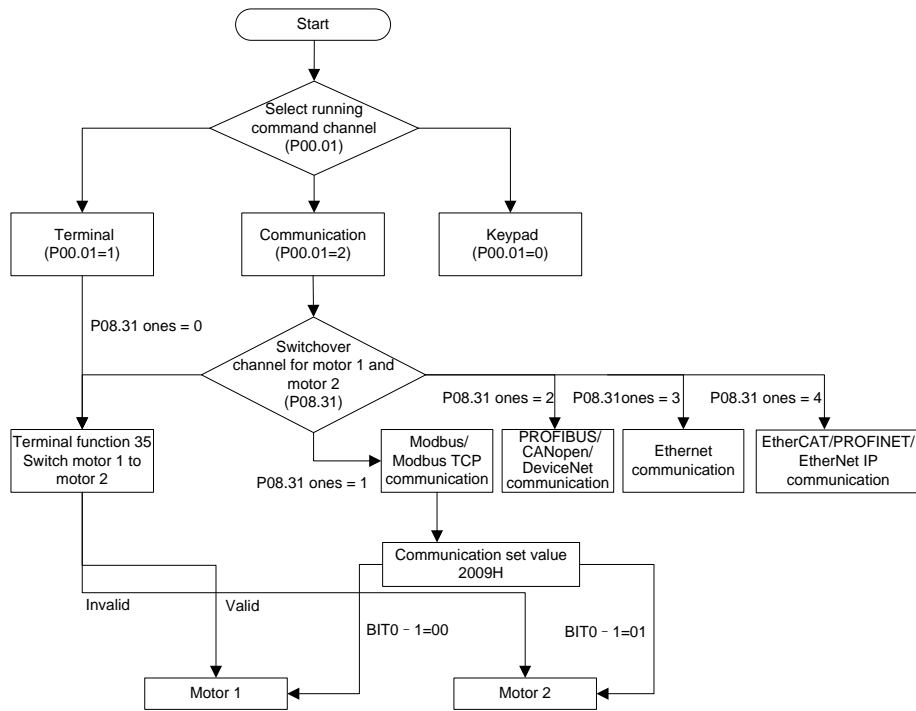 Start
Select running
command channel
(P00.01)
Terminal
(P00.01=1)
Communication
(P00.01=2)
Keypad
(P00.01=0)
P08.31 ones = 0
Switchover
channel for motor 1 and
motor 2
(P08.31)
P08.31 ones = 2
P08.31ones = 3
P08.31 ones = 4
Terminal function 35
Switch motor 1 to
motor 2
P08.31 ones = 1
Modbus/
Modbus TCP
communication
PROFIBUS/
CANopen/
DeviceNet
communication
Ethernet
communication
EtherCAT/PROFINET/
EtherNet IP
communication
Communication set value
2009H
Invalid
Valid
BIT0﹣1=00
BIT0﹣1=01
Motor 1
Motor 2